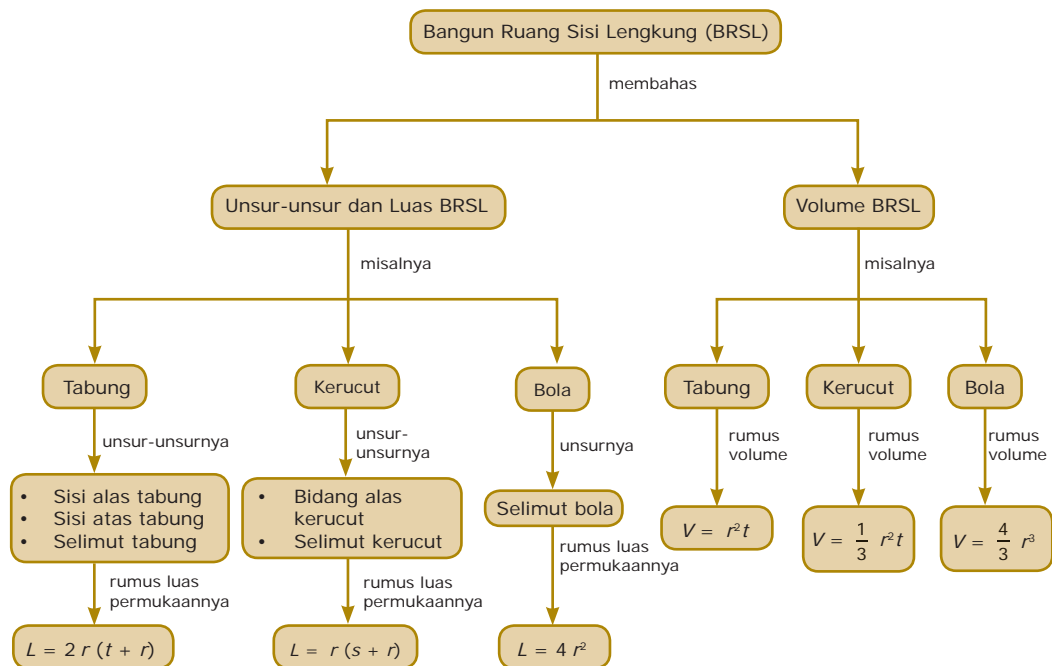 Bangun Ruang Sisi Lengkung (BRSL)
membahas
Unsur-unsur dan Luas BRSL
misalnya
Tabung
unsur-unsurnya
• Sisi alas tabung
• Sisi atas tabung
• Selimut tabung
rumus luas
permukaannya
L = 2 r (t + r)
Kerucut
unsur-
unsurnya
• Bidang alas
kerucut
• Selimut kerucut
rumus luas
permukaannya
L = r (s + r)
Bola
unsurnya
Selimut bola
rumus luas
permukaannya
L = 4 r²
Volume BRSL
misalnya
Tabung
rumus
volume
V = r²t
Kerucut
rumus
volume
V = 1/3 r²t
Bola
rumus
volume
V = 4/3 r³